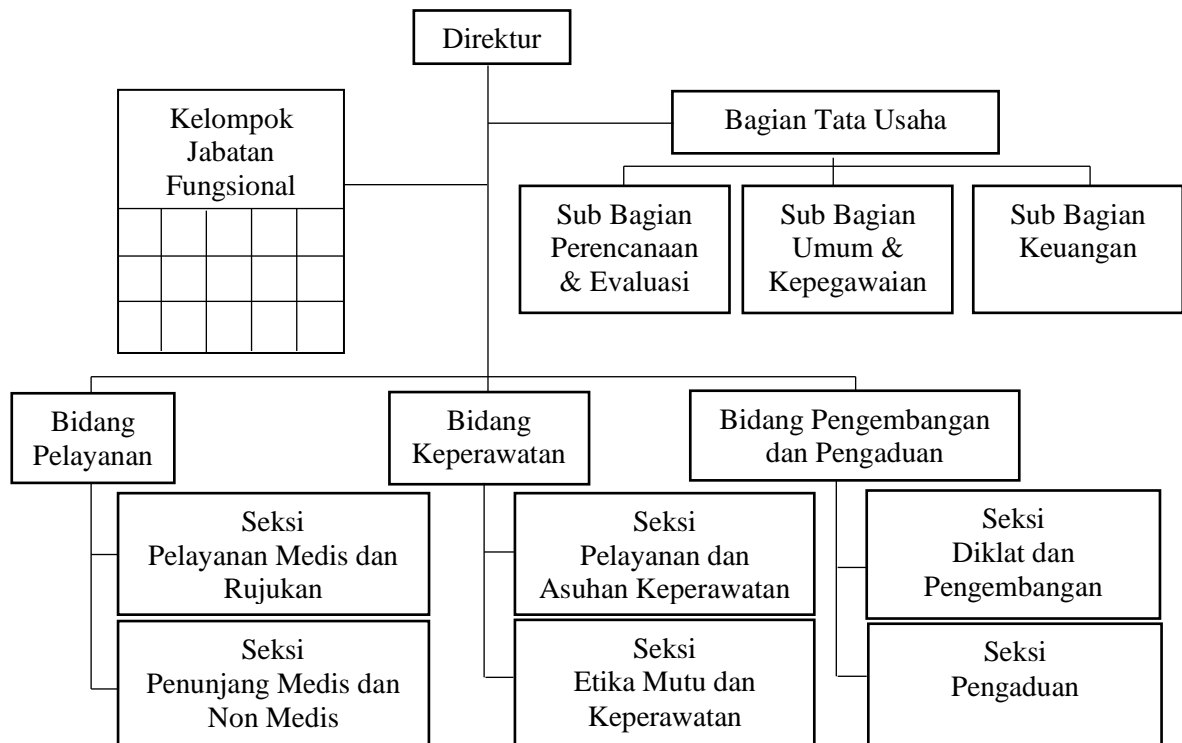 Direktur
Kelompok
Jabatan
Fungsional
Bagian Tata Usaha
Sub Bagian
Perencanaan
& Evaluasi
Sub Bagian
Umum &
Kepegawaian
Sub Bagian
Keuangan
Bidang
Pelayanan
Bidang
Keperawatan
Bidang Pengembangan
dan Pengaduan
Seksi
Pelayanan Medis dan
Rujukan
Seksi
Penunjang Medis dan
Non Medis
Seksi
Pelayanan dan
Asuhan Keperawatan
Seksi
Etika Mutu dan
Keperawatan
Seksi
Diklat dan
Pengembangan
Seksi
Pengaduan